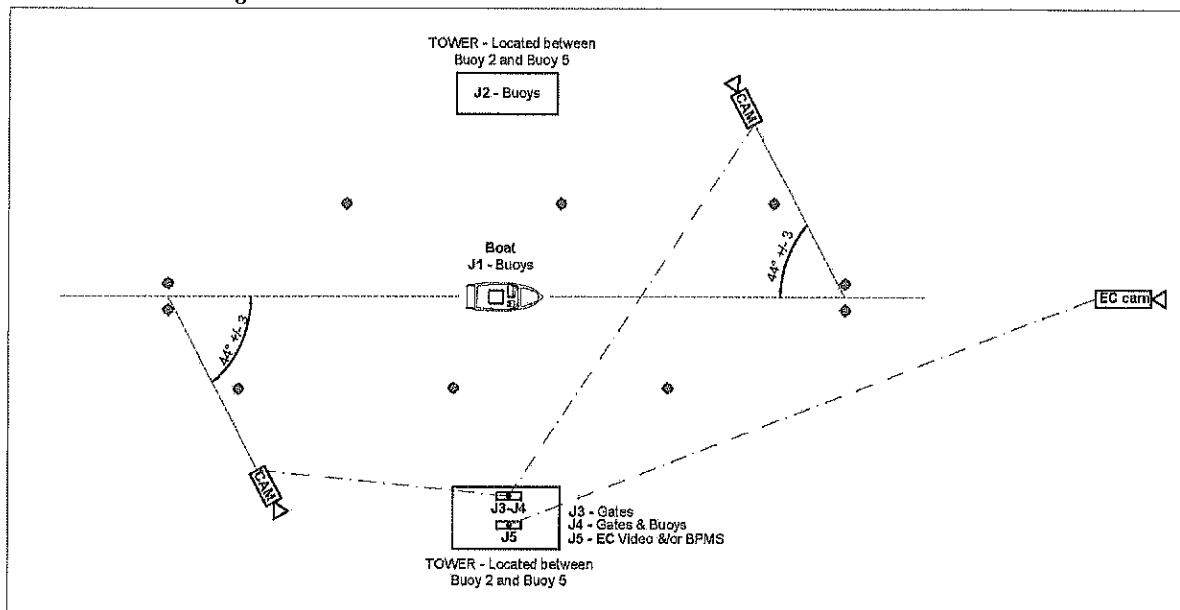 TOWER - Located between
Buoy 2 and Buoy 5
J2 - Buoys
CAM
44° +/- 3
Boat
J1 - Buoys
44° +/- 3
EC cam
CAM
J3-J4
J5
J3 - Gates
J4 - Gates & Buoys
J5 - EC Video &/or BPMS
TOWER - Located between
Buoy 2 and Buoy 5